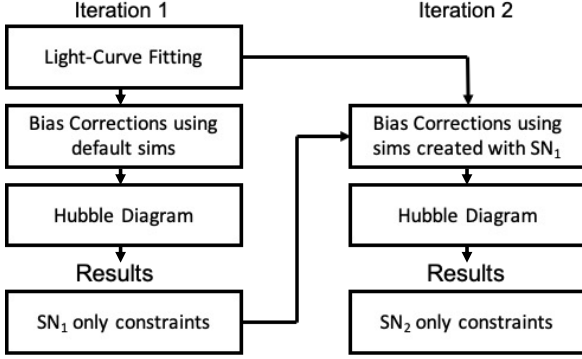 Iteration 1
Light-Curve Fitting
Bias Corrections using
default sims
Hubble Diagram
Results
SN₁ only constraints
Iteration 2
Bias Corrections using
sims created with SN₁
Hubble Diagram
Results
SN₂ only constraints